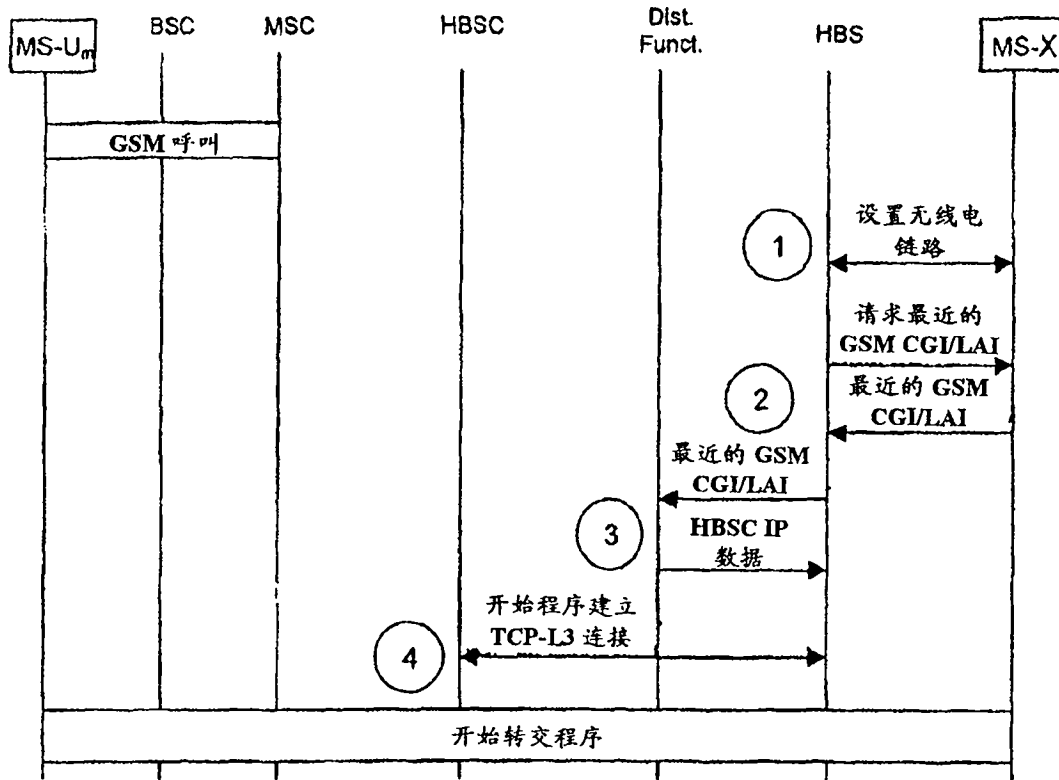 MS-Um
BSC
MSC
HBSC
Dist.
Funct.
HBS
MS-X
GSM 呼叫
1
设置无线电
链路
请求最近的
GSM CGI/LAI
2
最近的 GSM
CGI/LAI
最近的 GSM
CGI/LAI
3
HBSC IP
数据
开始程序建立
TCP-L3 连接
4
开始转交程序